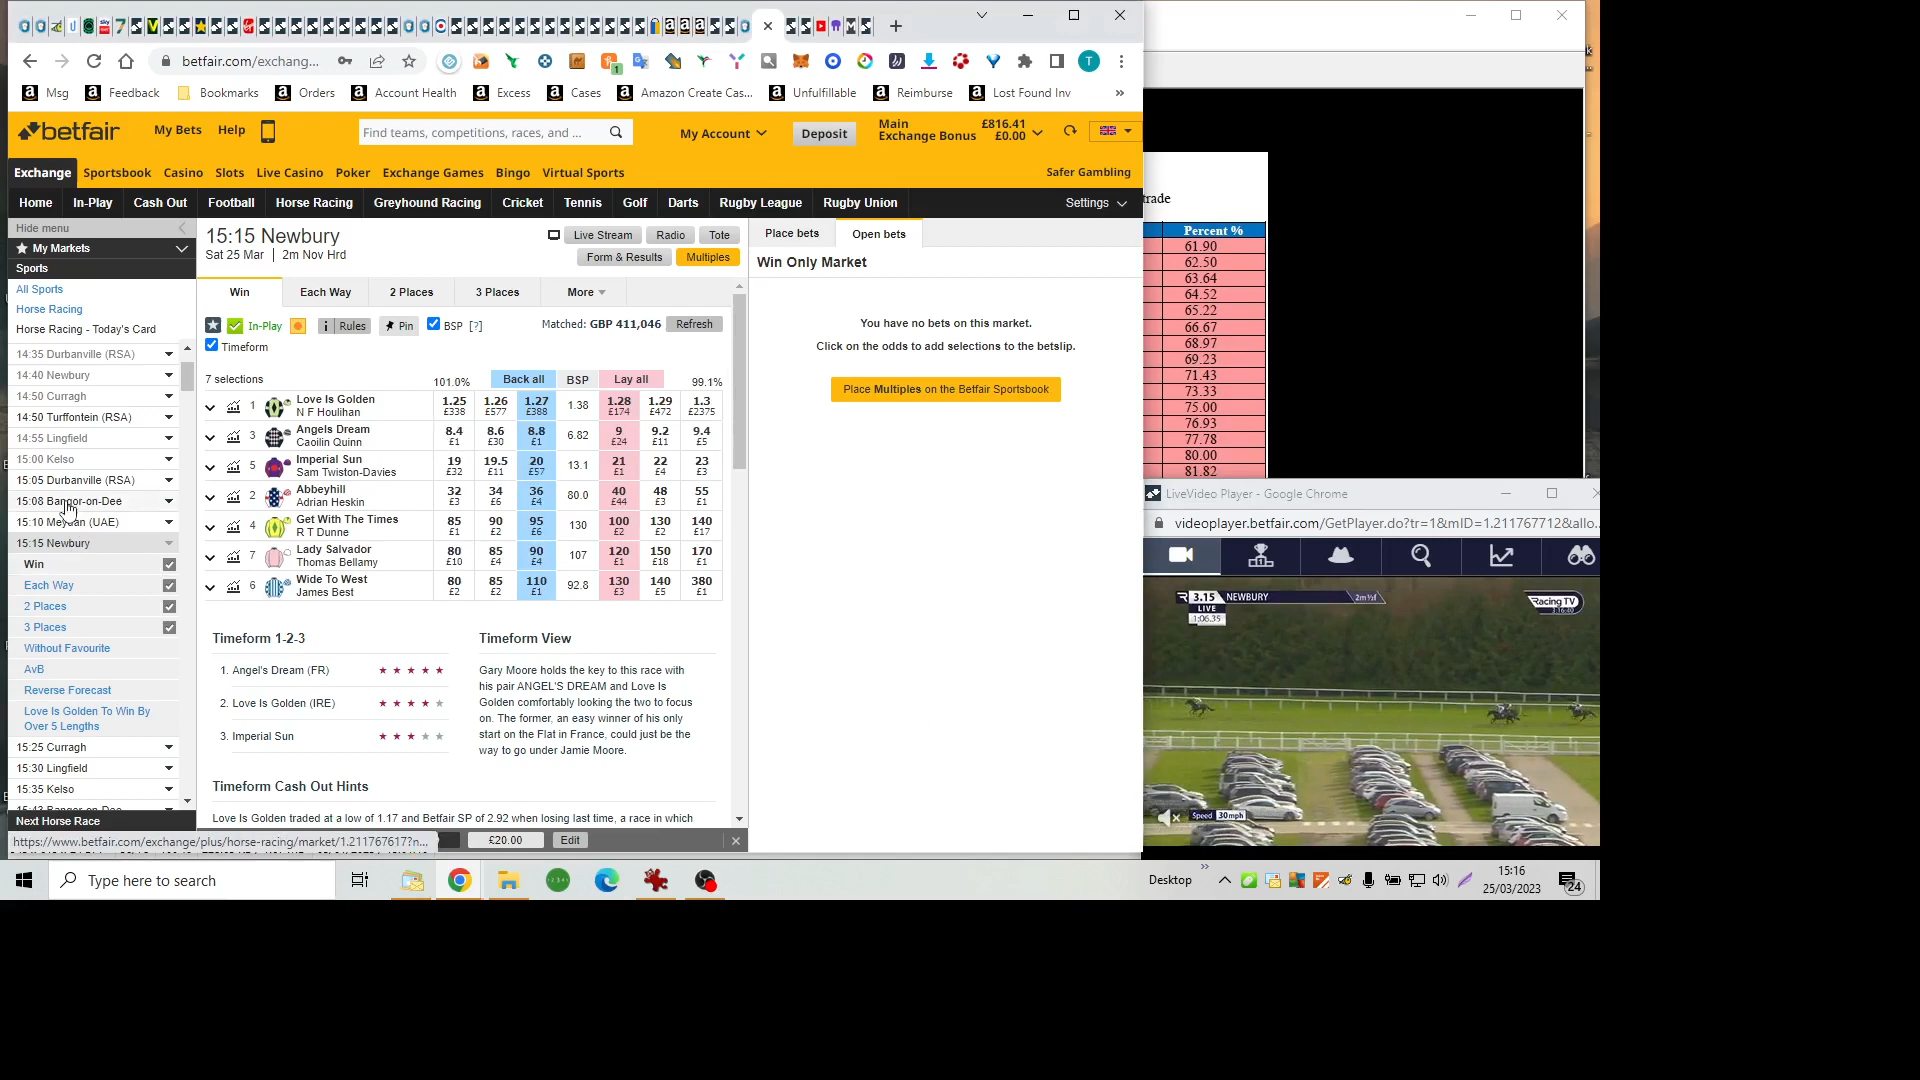 betfair.com/exchang...
T
Msg
Feedback
Bookmarks
Orders
Account Health
Excess
Cases
Amazon Create Cas...
Unfulfillable
Reimburse
Lost Found Inv
»
betfair
My Bets
Help
Find teams, competitions, races, and ...
My Account
Deposit
Main £816.41
Exchange Bonus £0.00
Exchange Sportsbook Casino Slots Live Casino Poker Exchange Games Bingo Virtual Sports Safer Gambling
Home In-Play Cash Out Football Horse Racing Greyhound Racing Cricket Tennis Golf Darts Rugby League Rugby Union Settings
Hide menu
My Markets
Sports
All Sports
Horse Racing
Horse Racing - Today's Card
14:35 Durbanville (RSA)
14:40 Newbury
14:50 Curragh
14:50 Turffontein (RSA)
14:55 Lingfield
15:00 Kelso
15:05 Durbanville (RSA)
15:08 Bangor-on-Dee
15:10 Meydan (UAE)
15:15 Newbury
Win
Each Way
2 Places
3 Places
Without Favourite
AvB
Reverse Forecast
Love Is Golden To Win By
Over 5 Lengths
15:25 Curragh
15:30 Lingfield
15:35 Kelso
15:43 Bangor-on-Dee
Next Horse Race
https://www.betfair.com/exchange/plus/horse-racing/market/1.211767617?n...
15:15 Newbury
Sat 25 Mar | 2m Nov Hrd
Live Stream Radio Tote
Form & Results Multiples
Win Each Way 2 Places 3 Places More
In-Play i Rules Pin BSP [?] Matched: GBP 411,046 Refresh
Timeform
7 selections 101.0% Back all BSP Lay all 99.1%
1 Love Is Golden 1.25 1.26 1.27 1.38 1.28 1.29 1.3
N F Houlihan £338 £577 £388 £174 £472 £2375
3 Angels Dream 8.4 8.6 8.8 6.82 9 9.2 9.4
Caoilin Quinn £1 £30 £1 £24 £11 £5
5 Imperial Sun 19 19.5 20 13.1 21 22 23
Sam Twiston-Davies £32 £11 £57 £1 £4 £3
2 Abbeyhill 32 34 36 80.0 40 48 55
Adrian Heskin £3 £6 £4 £44 £3 £1
4 Get With The Times 85 90 95 130 100 130 140
R T Dunne £1 £2 £6 £2 £2 £17
7 Lady Salvador 80 85 90 107 120 150 170
Thomas Bellamy £10 £4 £4 £1 £18 £1
6 Wide To West 80 85 110 92.8 130 140 380
James Best £2 £2 £1 £3 £5 £1
Timeform 1-2-3
1. Angel's Dream (FR) ★ ★ ★ ★ ★
2. Love Is Golden (IRE) ★ ★ ★ ★ ★
3. Imperial Sun ★ ★ ★ ★ ★
Timeform View
Gary Moore holds the key to this race with
his pair ANGEL'S DREAM and Love Is
Golden comfortably looking the two to focus
on. The former, an easy winner of his only
start on the Flat in France, could just be the
way to go under Jamie Moore.
Timeform Cash Out Hints
Love Is Golden traded at a low of 1.17 and Betfair SP of 2.92 when losing last time, a race in which
£20.00 Edit
Place bets Open bets
Win Only Market
You have no bets on this market.
Click on the odds to add selections to the betslip.
Place Multiples on the Betfair Sportsbook
trade
Percent %
61.90
62.50
63.64
64.52
65.22
66.67
68.97
69.23
71.43
73.33
75.00
76.93
77.78
80.00
81.82
LiveVideo Player - Google Chrome
videoplayer.betfair.com/GetPlayer.do?tr=1&mID=1.211767712&allo...
3.15 NEWBURY 2m½f
LIVE
1:06.35
Racing TV
Speed 30mph
Type here to search
Desktop
»
15:16
25/03/2023
24